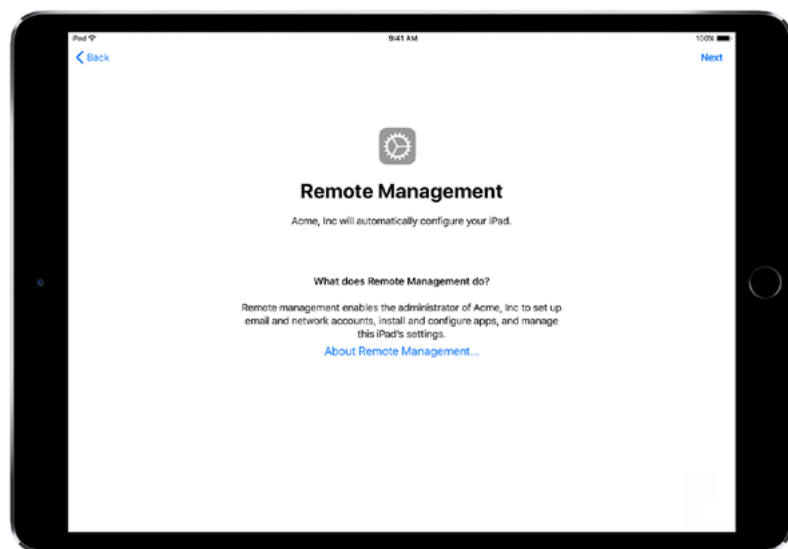 iPad
9:41 AM
100%
Back
Next
Remote Management
Acme, Inc will automatically configure your iPad.
What does Remote Management do?
Remote management enables the administrator of Acme, Inc to set up
email and network accounts, install and configure apps, and manage
this iPad's settings.
About Remote Management...